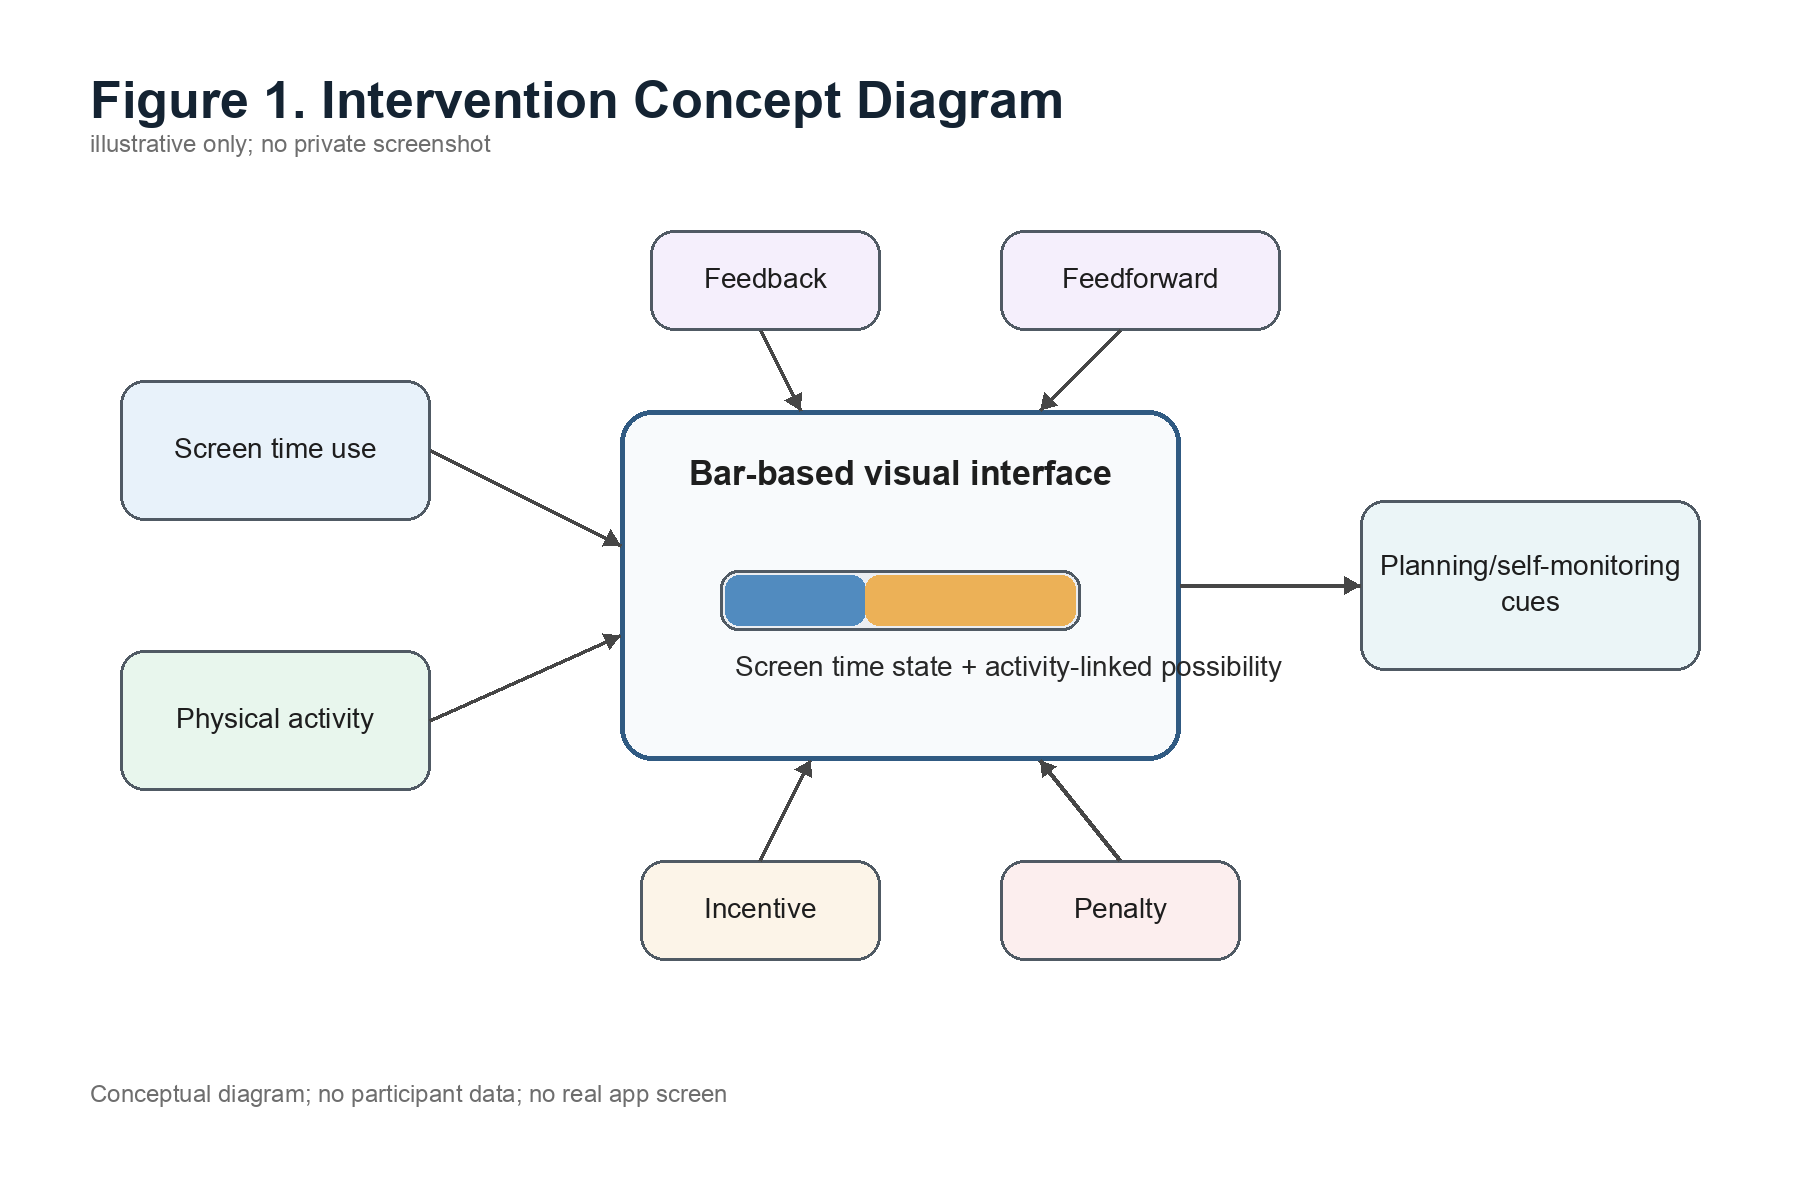 Figure 1. Intervention Concept Diagram
illustrative only; no private screenshot
Feedback
Feedforward
Screen time use
Bar-based visual interface
Planning/self-monitoring
cues
Screen time state + activity-linked possibility
Physical activity
Incentive
Penalty
Conceptual diagram; no participant data; no real app screen